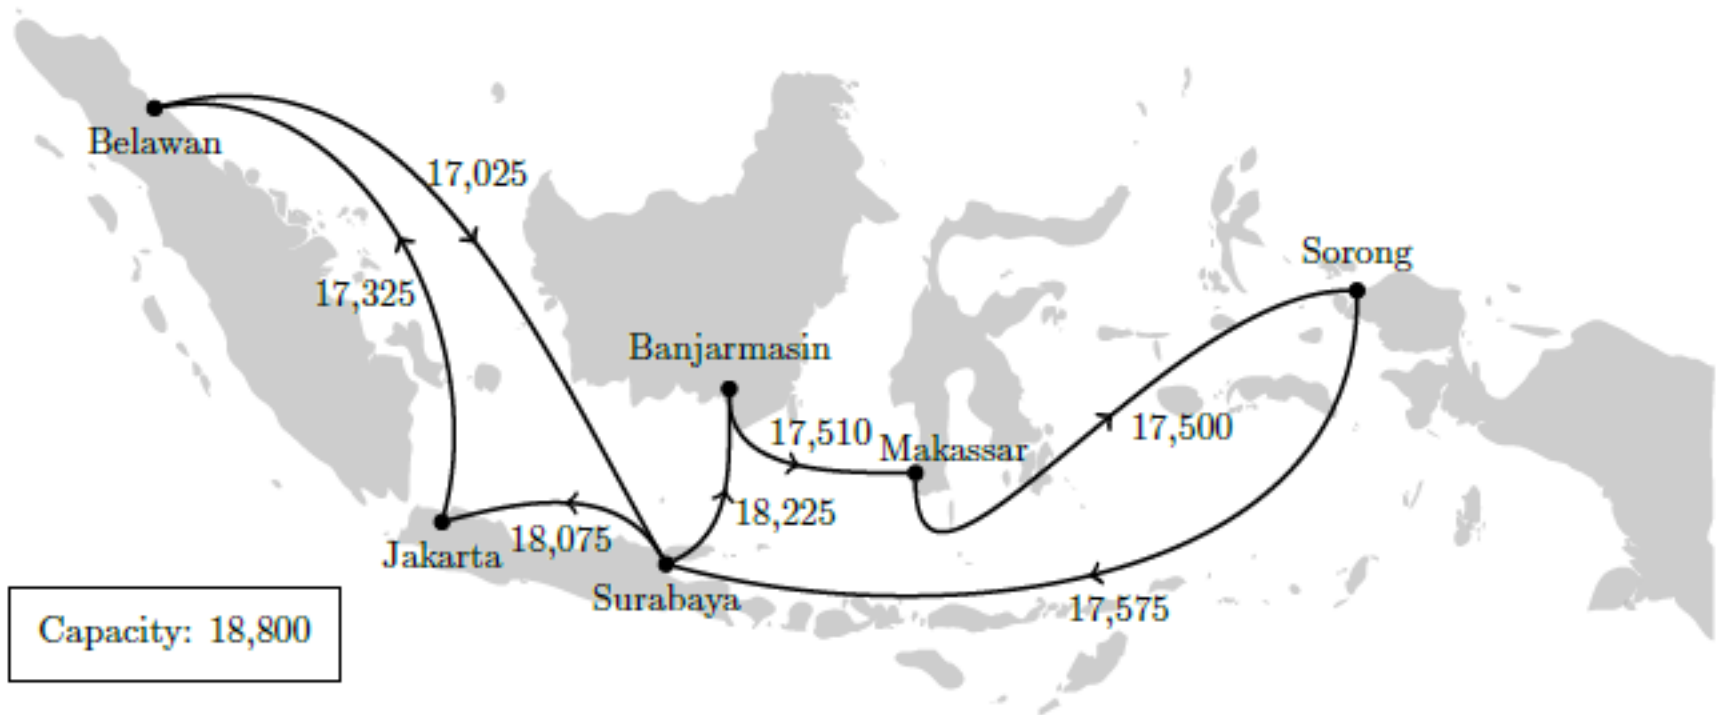 Belawan
17,025
Sorong
17,325
Banjarmasin
17,510
Makassar
17,500
18,225
18,075
Jakarta
Surabaya
17,575
Capacity: 18,800